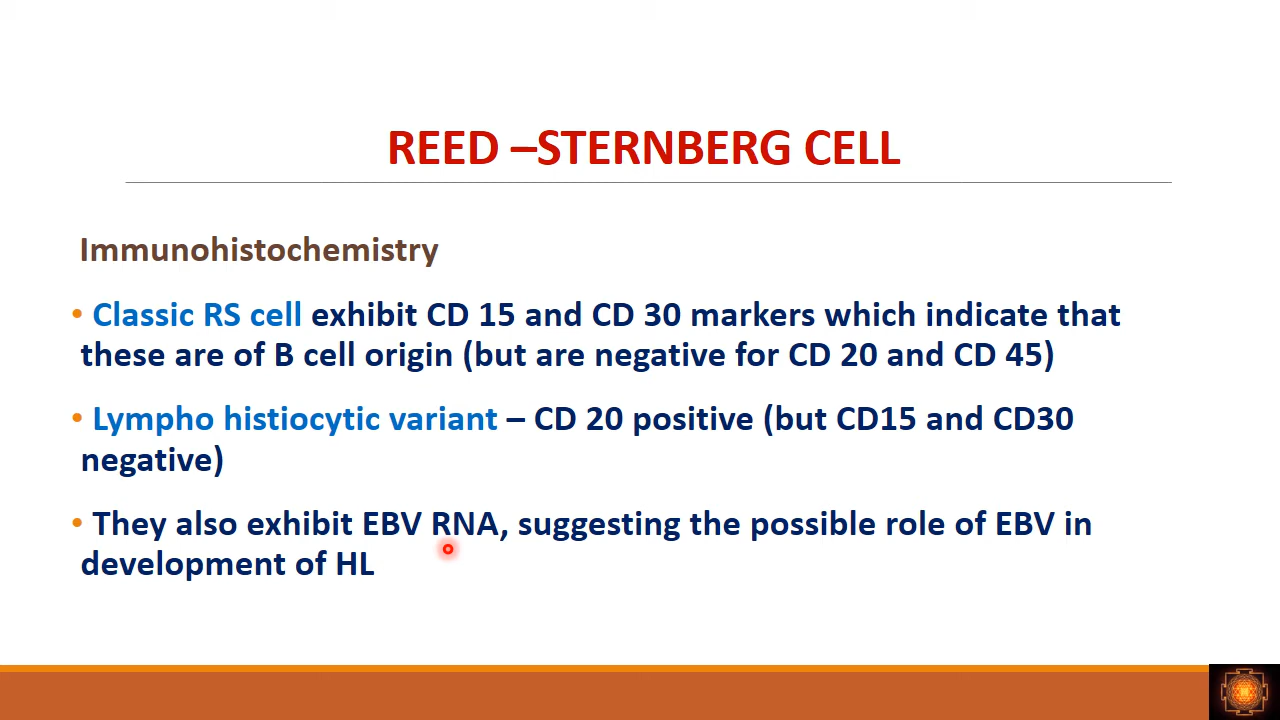 REED –STERNBERG CELL
Immunohistochemistry
• Classic RS cell exhibit CD 15 and CD 30 markers which indicate that
these are of B cell origin (but are negative for CD 20 and CD 45)
• Lympho histiocytic variant – CD 20 positive (but CD15 and CD30
negative)
• They also exhibit EBV RNA, suggesting the possible role of EBV in
development of HL